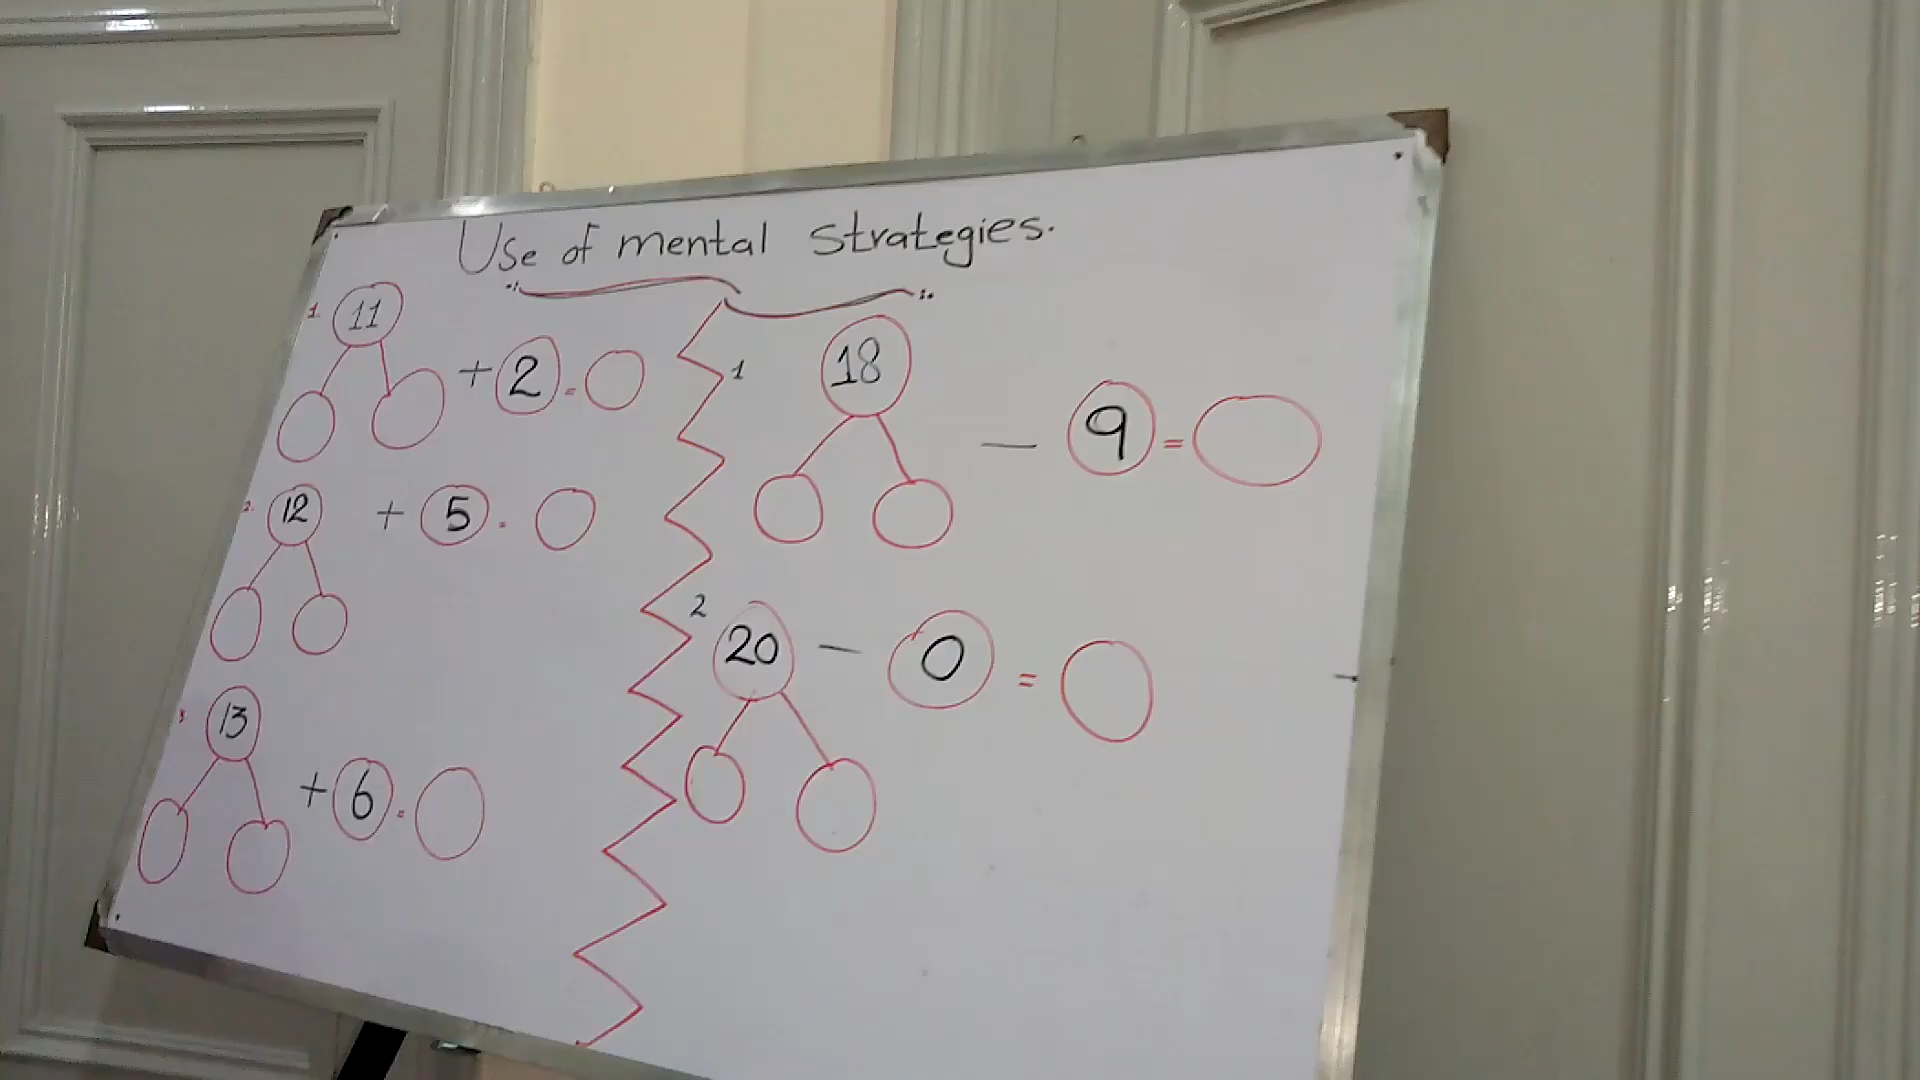 Use of mental strategies.
1. 11 + 2 =
2. 12 + 5 =
3. 13 + 6 =
1 18 - 9 =
2 20 - 0 =